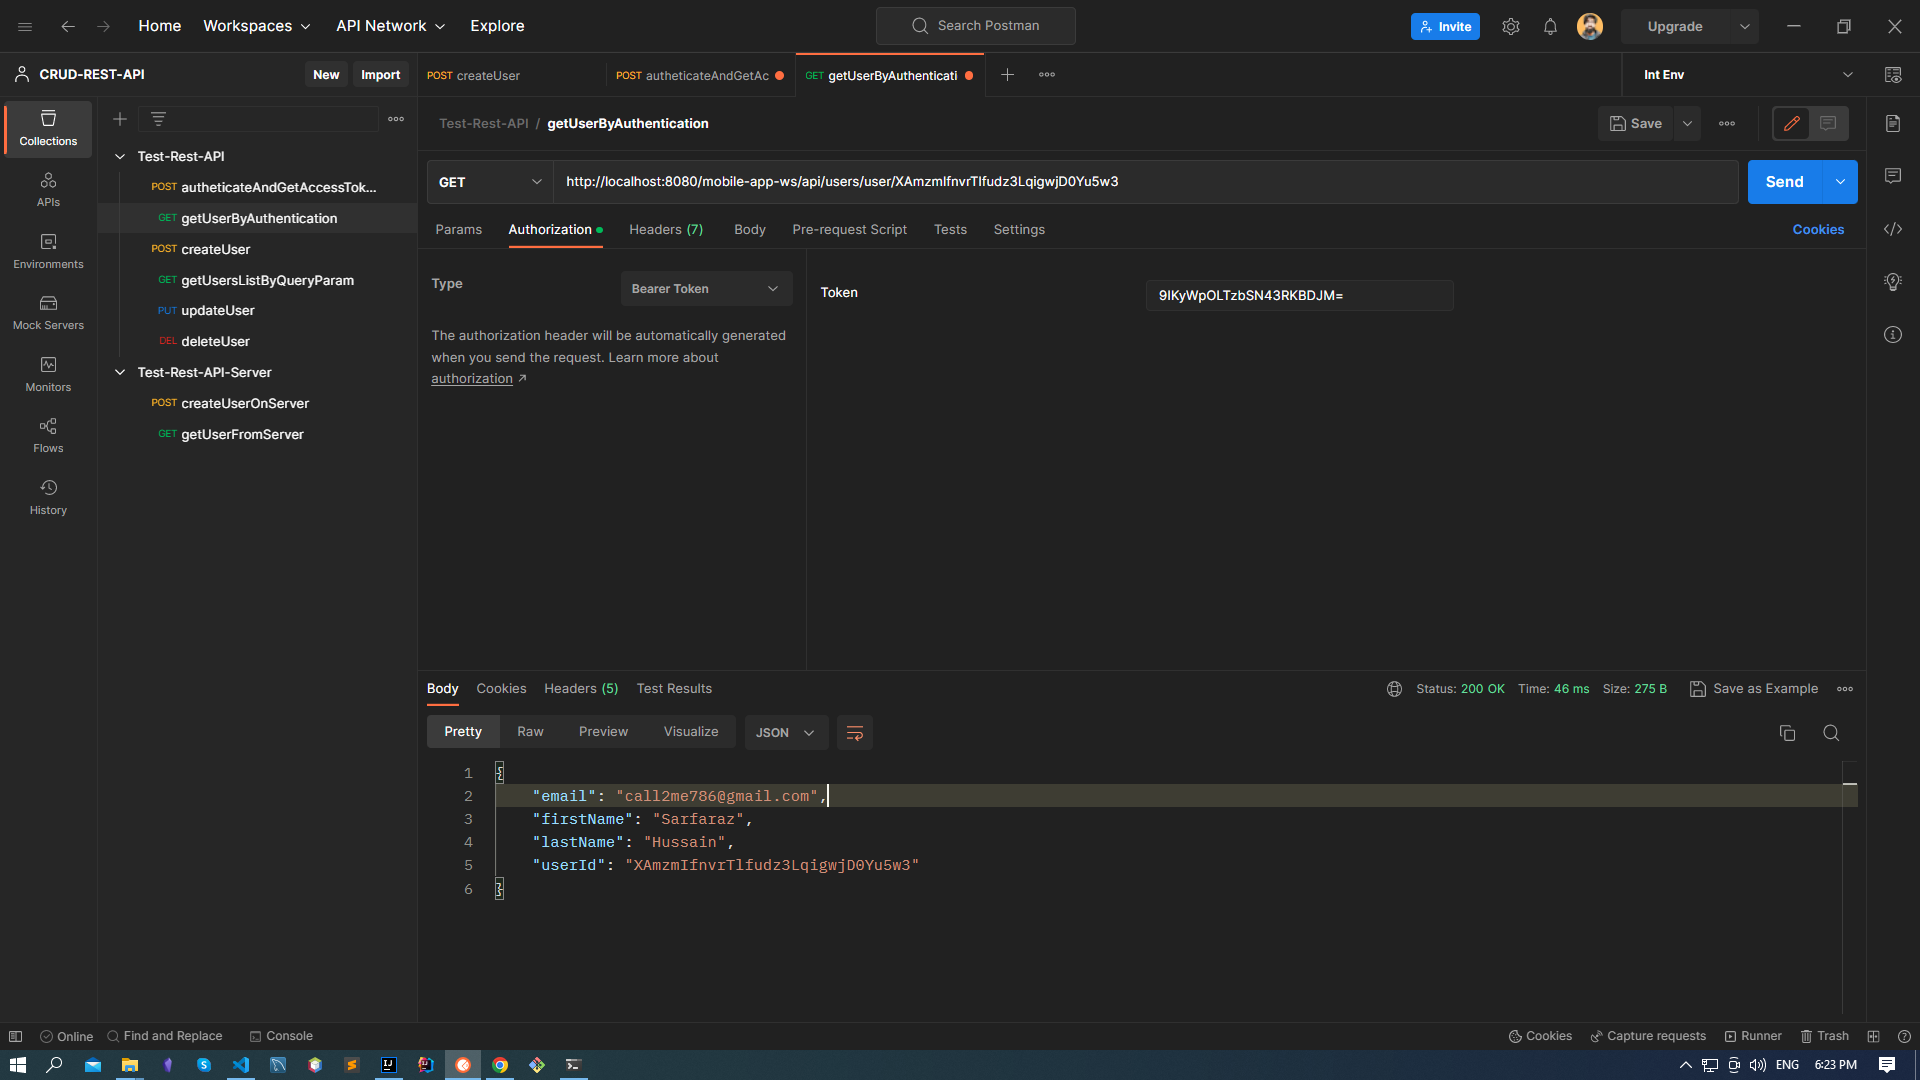 Home
Workspaces
API Network
Explore
Search Postman
Invite
Upgrade
CRUD-REST-API
New
Import
POST createUser
POST autheticateAndGetAc
GET getUserByAuthenticati
Int Env
Collections
APIs
Environments
Mock Servers
Monitors
Flows
History
Test-Rest-API
POST autheticateAndGetAccessTok...
GET getUserByAuthentication
POST createUser
GET getUsersListByQueryParam
PUT updateUser
DEL deleteUser
Test-Rest-API-Server
POST createUserOnServer
GET getUserFromServer
Test-Rest-API / getUserByAuthentication
Save
GET
http://localhost:8080/mobile-app-ws/api/users/user/XAmzmIfnvrTlfudz3LqigwjD0Yu5w3
Send
Params
Authorization
Headers (7)
Body
Pre-request Script
Tests
Settings
Cookies
Type
Bearer Token
The authorization header will be automatically generated
when you send the request. Learn more about
authorization ↗
Token
9IKyWpOLTzbSN43RKBDJM=
Body
Cookies
Headers (5)
Test Results
Status: 200 OK
Time: 46 ms
Size: 275 B
Save as Example
Pretty
Raw
Preview
Visualize
JSON
1 {
2 "email": "call2me786@gmail.com",
3 "firstName": "Sarfaraz",
4 "lastName": "Hussain",
5 "userId": "XAmzmIfnvrTlfudz3LqigwjD0Yu5w3"
6 }
Online
Find and Replace
Console
Cookies
Capture requests
Runner
Trash
ENG
6:23 PM